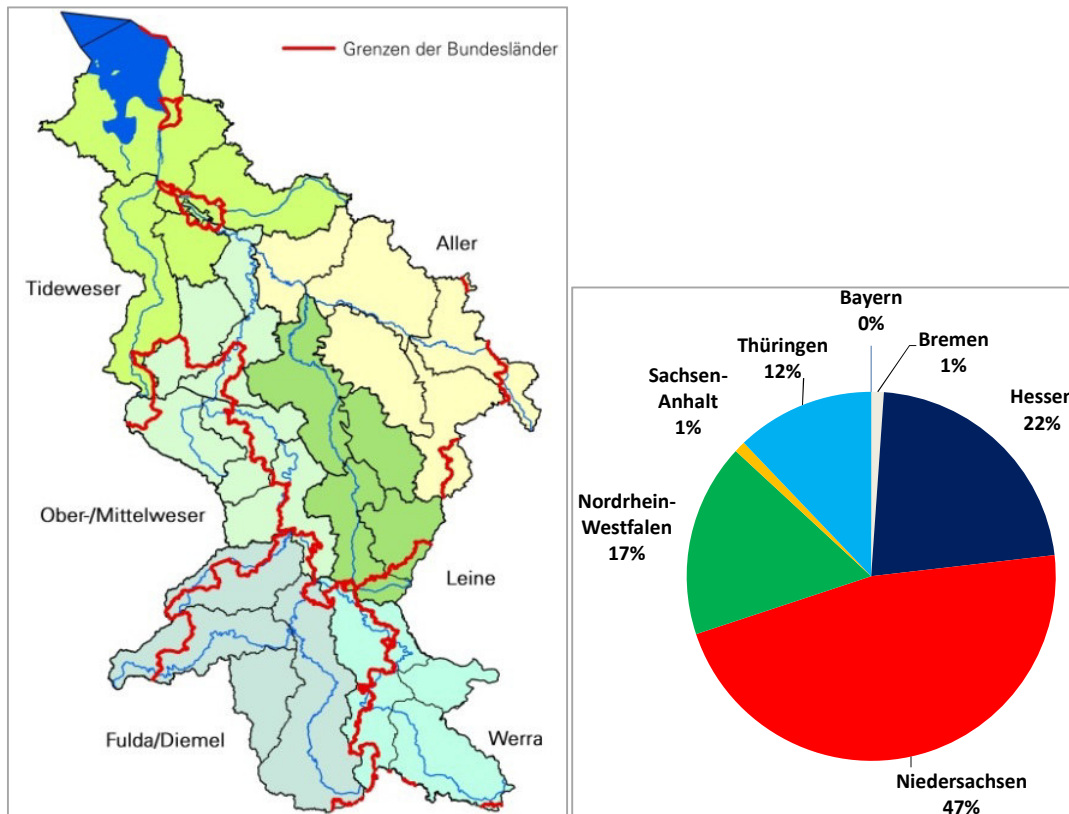 Grenzen der Bundesländer
Aller
Tideweser
Ober-/Mittelweser
Leine
Fulda/Diemel
Werra
Bayern
0%
Bremen
1%
Thüringen
12%
Sachsen-
Anhalt
1%
Hessen
22%
Nordrhein-
Westfalen
17%
Niedersachsen
47%